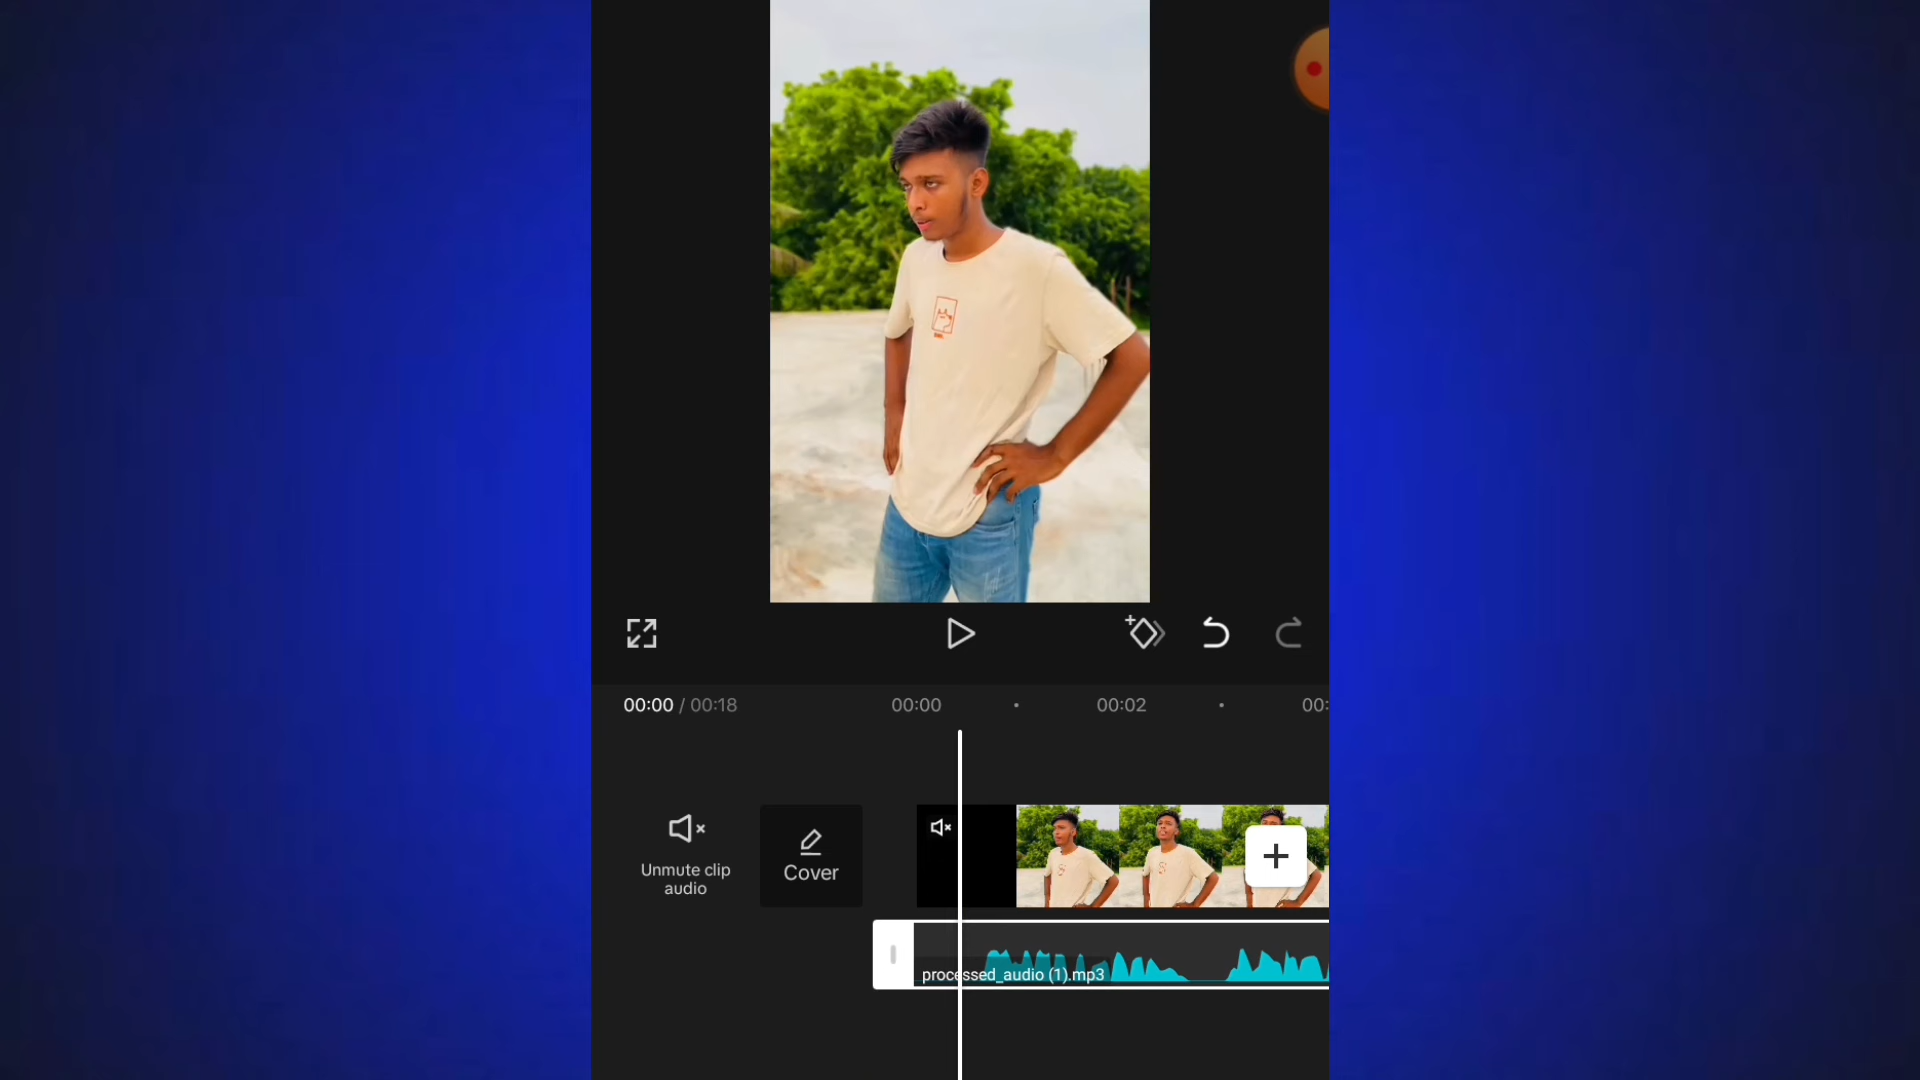 00:00 / 00:18
00:00
00:02
00:
Unmute clip
audio
Cover
processed_audio (1).mp3